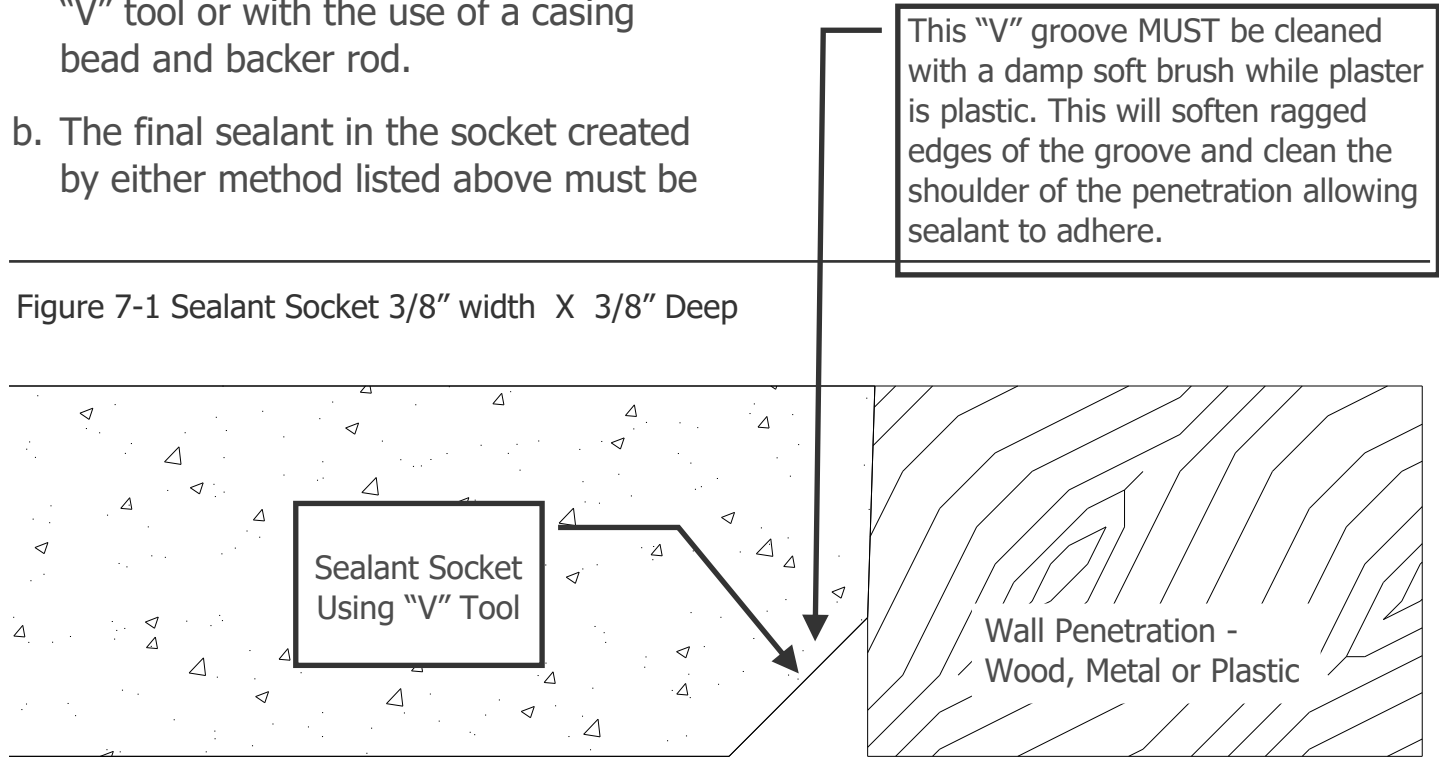 “V” tool or with the use of a casing
bead and backer rod.
b. The final sealant in the socket created
by either method listed above must be
This “V” groove MUST be cleaned
with a damp soft brush while plaster
is plastic. This will soften ragged
edges of the groove and clean the
shoulder of the penetration allowing
sealant to adhere.
Figure 7-1 Sealant Socket 3/8” width X 3/8” Deep
Sealant Socket
Using “V” Tool
Wall Penetration -
Wood, Metal or Plastic